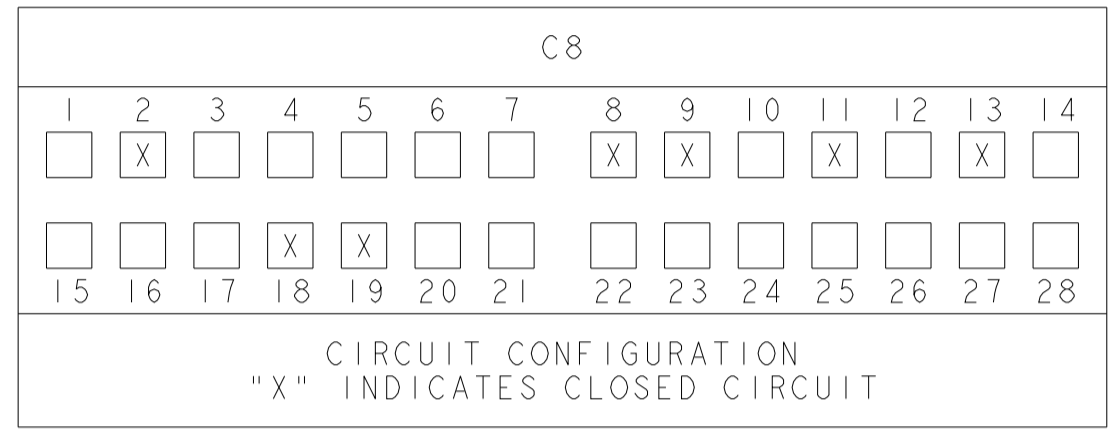 C8
1 2 3 4 5 6 7 8 9 10 11 12 13 14
X X X X X
X X
15 16 17 18 19 20 21 22 23 24 25 26 27 28
CIRCUIT CONFIGURATION
"X" INDICATES CLOSED CIRCUIT